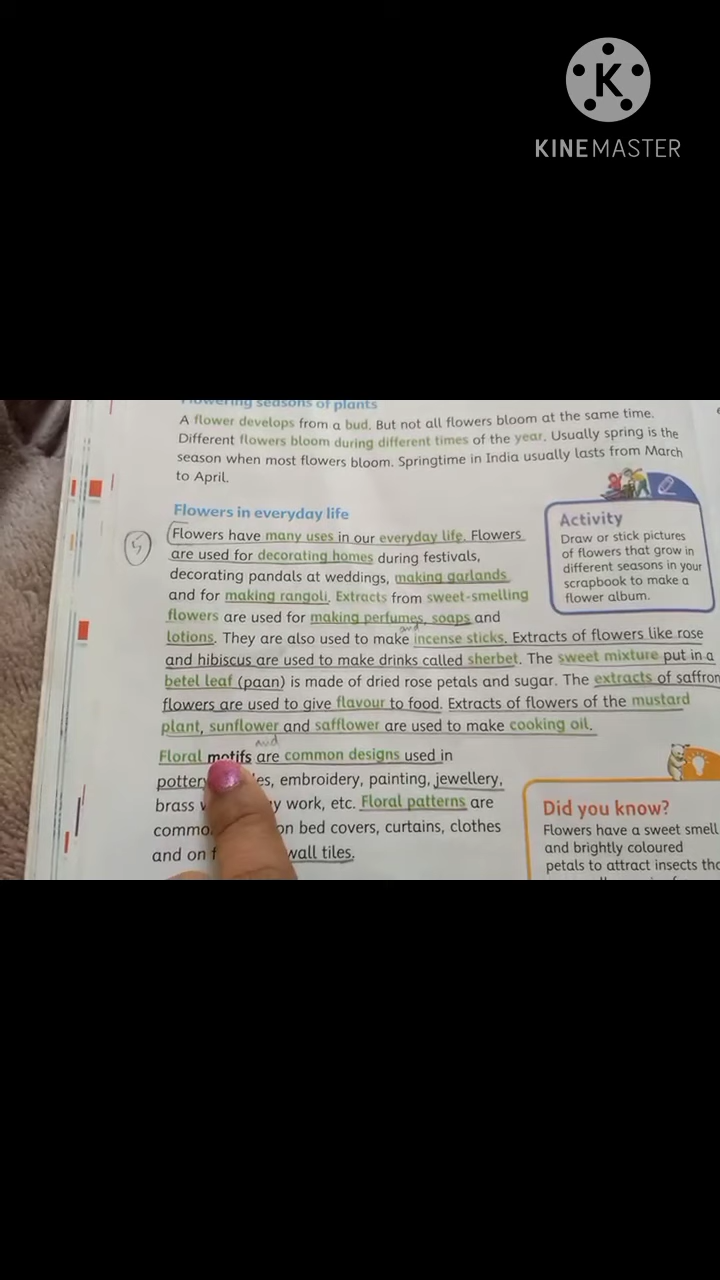 K
KINEMASTER
Flowering seasons of plants
A flower develops from a bud. But not all flowers bloom at the same time.
Different flowers bloom during different times of the year. Usually spring is the
season when most flowers bloom. Springtime in India usually lasts from March
to April.
Flowers in everyday life
5
Flowers have many uses in our everyday life. Flowers
are used for decorating homes during festivals,
decorating pandals at weddings, making garlands
and for making rangoli. Extracts from sweet-smelling
flowers are used for making perfumes, soaps and
and
lotions. They are also used to make incense sticks. Extracts of flowers like rose
and hibiscus are used to make drinks called sherbet. The sweet mixture put in a
betel leaf (paan) is made of dried rose petals and sugar. The extracts of saffron
flowers are used to give flavour to food. Extracts of flowers of the mustard
plant, sunflower and safflower are used to make cooking oil.
and
Floral motifs are common designs used in
embroidery, painting, jewellery,
brass work, etc. Floral patterns are
on bed covers, curtains, clothes
and on wall tiles.
Activity
Draw or stick pictures
of flowers that grow in
different seasons in your
scrapbook to make a
flower album.
Did you know?
Flowers have a sweet smell
and brightly coloured
petals to attract insects